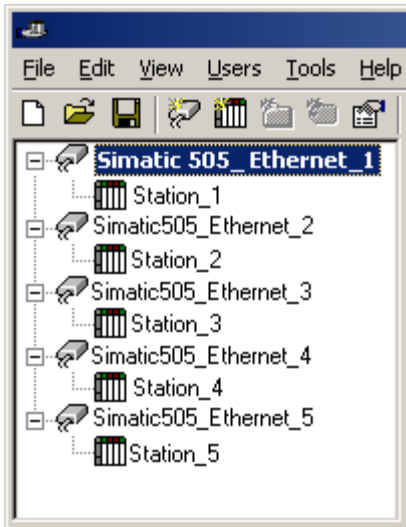 File Edit View Users Tools Help
Simatic 505_Ethernet_1
Station_1
Simatic505_Ethernet_2
Station_2
Simatic505_Ethernet_3
Station_3
Simatic505_Ethernet_4
Station_4
Simatic505_Ethernet_5
Station_5